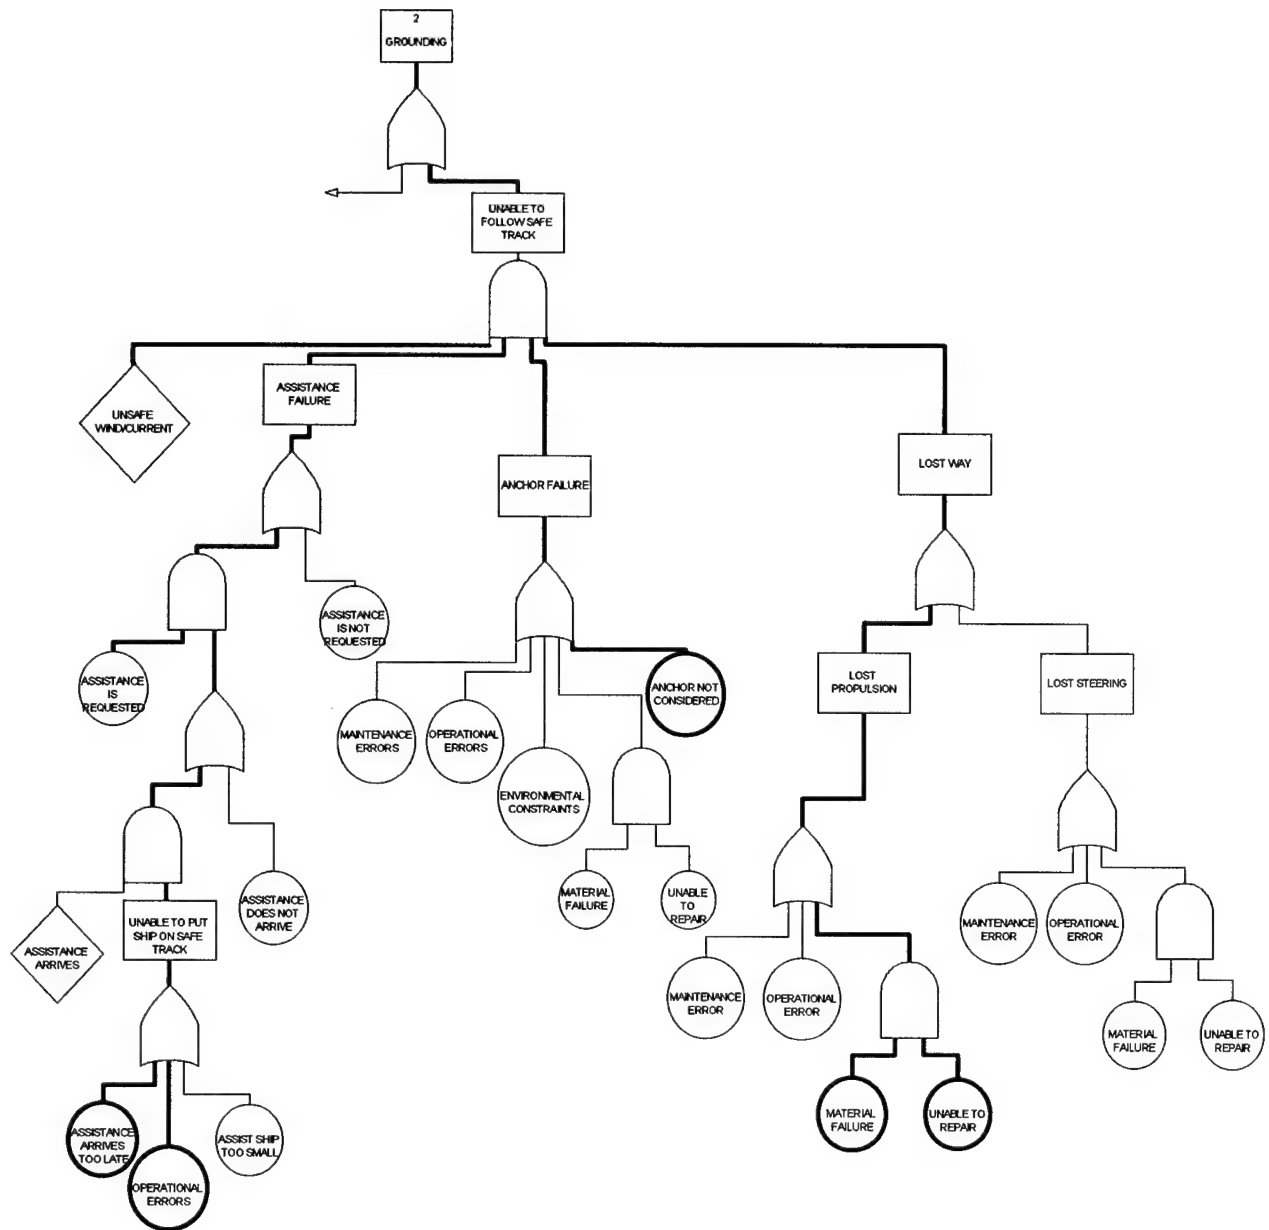 2
GROUNDING
UNABLE TO
FOLLOW SAFE
TRACK
ASSISTANCE
FAILURE
UNSAFE
WIND/CURRENT
LOST WAY
ANCHOR FAILURE
ASSISTANCE
IS NOT
REQUESTED
ASSISTANCE
IS
REQUESTED
LOST
PROPULSION
LOST STEERING
ANCHOR NOT
CONSIDERED
MAINTENANCE
ERRORS
OPERATIONAL
ERRORS
ENVIRONMENTAL
CONSTRAINTS
MATERIAL
FAILURE
UNABLE
TO
REPAIR
ASSISTANCE
DOES NOT
ARRIVE
UNABLE TO PUT
SHIP ON SAFE
TRACK
ASSISTANCE
ARRIVES
MAINTENANCE
ERROR
OPERATIONAL
ERROR
MAINTENANCE
ERROR
OPERATIONAL
ERROR
MATERIAL
FAILURE
UNABLE TO
REPAIR
MATERIAL
FAILURE
UNABLE TO
REPAIR
ASSISTANCE
ARRIVES
TOO LATE
ASSIST SHIP
TOO SMALL
OPERATIONAL
ERRORS